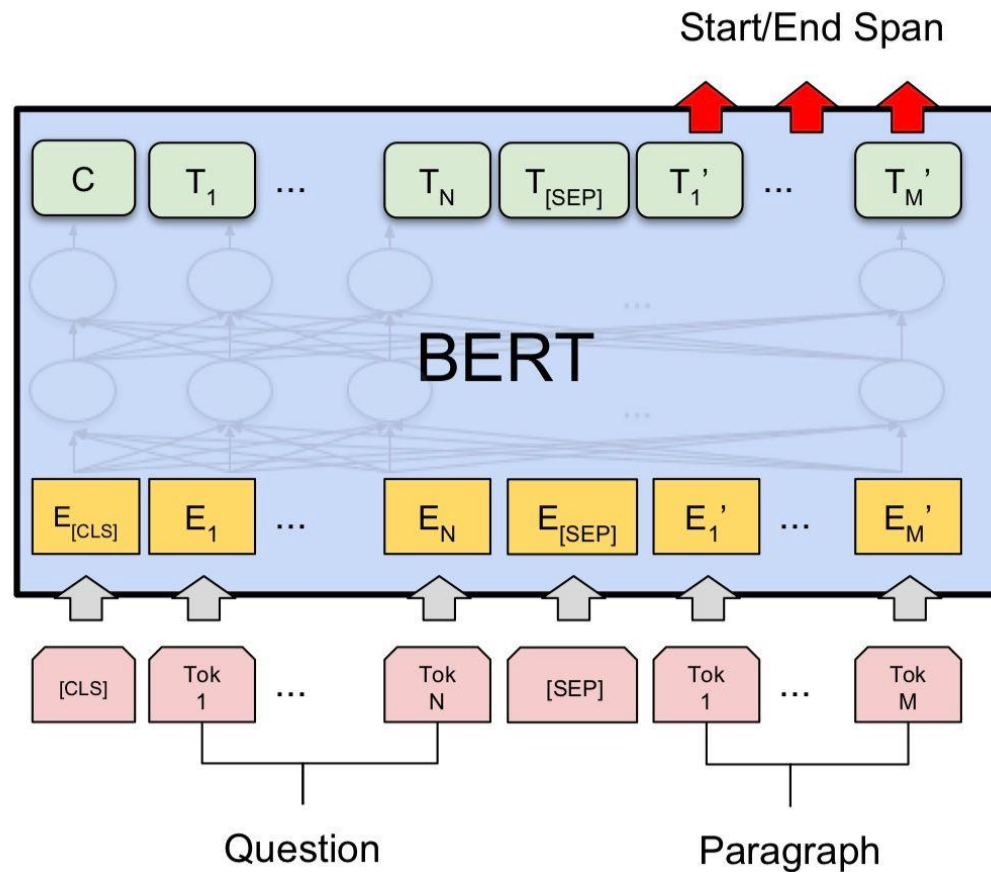 Start/End Span
C T1 ... TN T[SEP] T1’ ... TM’
...
BERT
...
E[CLS] E1 ... EN E[SEP] E1’ ... EM’
[CLS] Tok 1 ... Tok N [SEP] Tok 1 ... Tok M
Question Paragraph